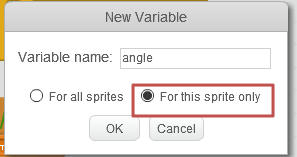 New Variable
Variable name: angle
For all sprites For this sprite only
OK Cancel